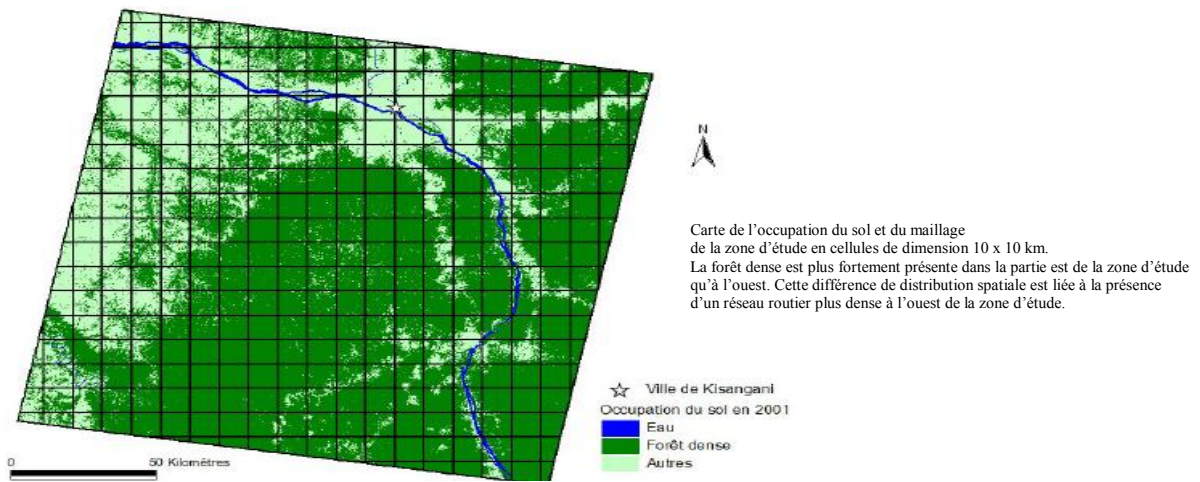 N
Carte de l'occupation du sol et du maillage
de la zone d'étude en cellules de dimension 10 x 10 km.
La forêt dense est plus fortement présente dans la partie est de la zone d'étude
qu'à l'ouest. Cette différence de distribution spatiale est liée à la présence
d'un réseau routier plus dense à l'ouest de la zone d'étude.
Ville de Kisangani
Occupation du sol en 2001
Eau
Forêt dense
Autres
0 50 Kilomètres